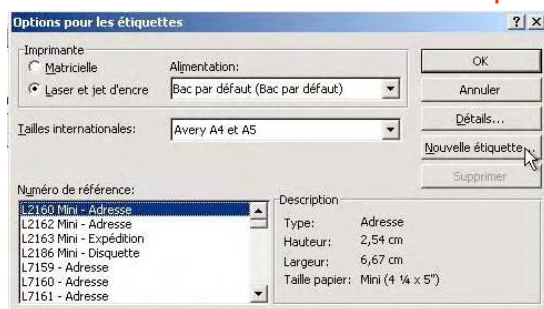 Options pour les étiquettes
Imprimante
Matricielle
Laser et jet d'encre
Alimentation:
Bac par défaut (Bac par défaut)
Tailles internationales:
Avery A4 et A5
OK
Annuler
Détails...
Nouvelle étiquette...
Supprimer
Numéro de référence:
L2160 Mini - Adresse
L2162 Mini - Adresse
L2163 Mini - Expédition
L2186 Mini - Disquette
L7159 - Adresse
L7160 - Adresse
L7161 - Adresse
Description
Type: Adresse
Hauteur: 2,54 cm
Largeur: 6,67 cm
Taille papier: Mini (4 ¼ x 5")